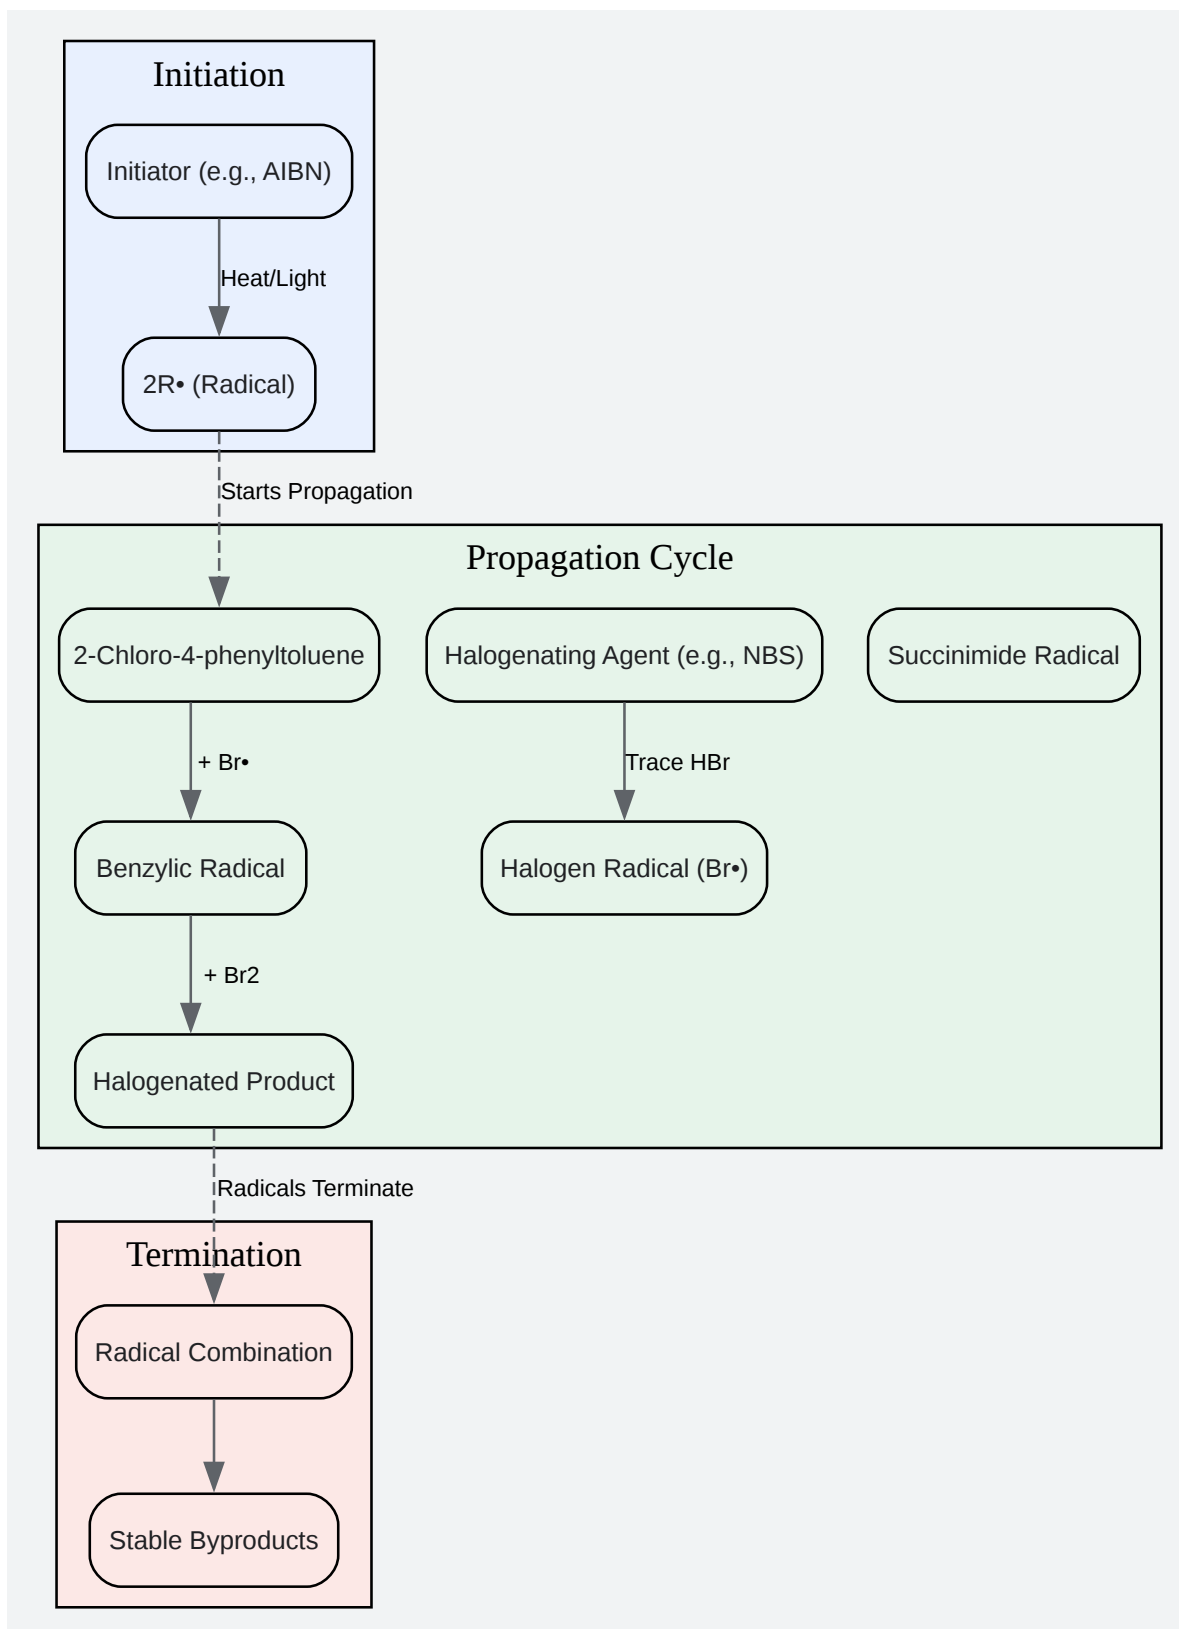 Initiation
Initiator (e.g., AIBN)
Heat/Light
2R• (Radical)
Starts Propagation
Propagation Cycle
2-Chloro-4-phenyltoluene
Halogenating Agent (e.g., NBS)
Succinimide Radical
+ Br•
Trace HBr
Benzylic Radical
Halogen Radical (Br•)
+ Br2
Halogenated Product
Radicals Terminate
Termination
Radical Combination
Stable Byproducts